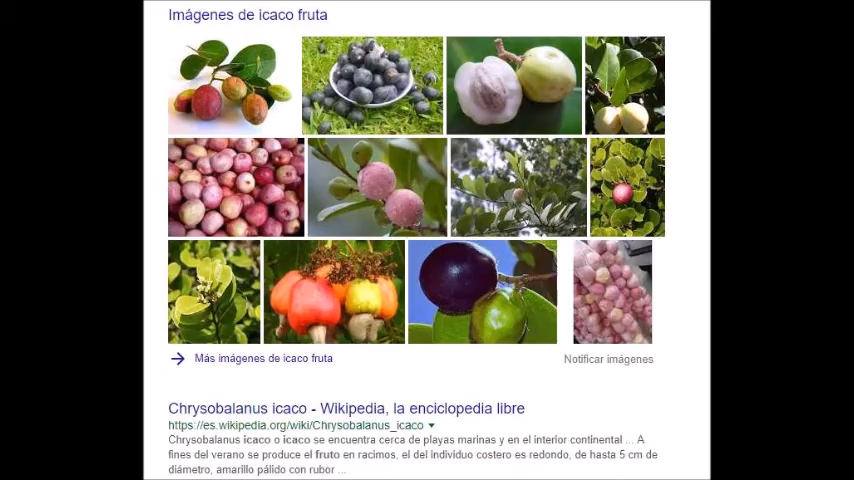 Imágenes de icaco fruta
Más imágenes de icaco fruta
Notificar imágenes
Chrysobalanus icaco - Wikipedia, la enciclopedia libre
https://es.wikipedia.org/wiki/Chrysobalanus_icaco
Chrysobalanus icaco o icaco se encuentra cerca de playas marinas y en el interior continental ... A
fines del verano se produce el fruto en racimos, el del individuo costero es redondo, de hasta 5 cm de
diámetro, amarillo pálido con rubor ...